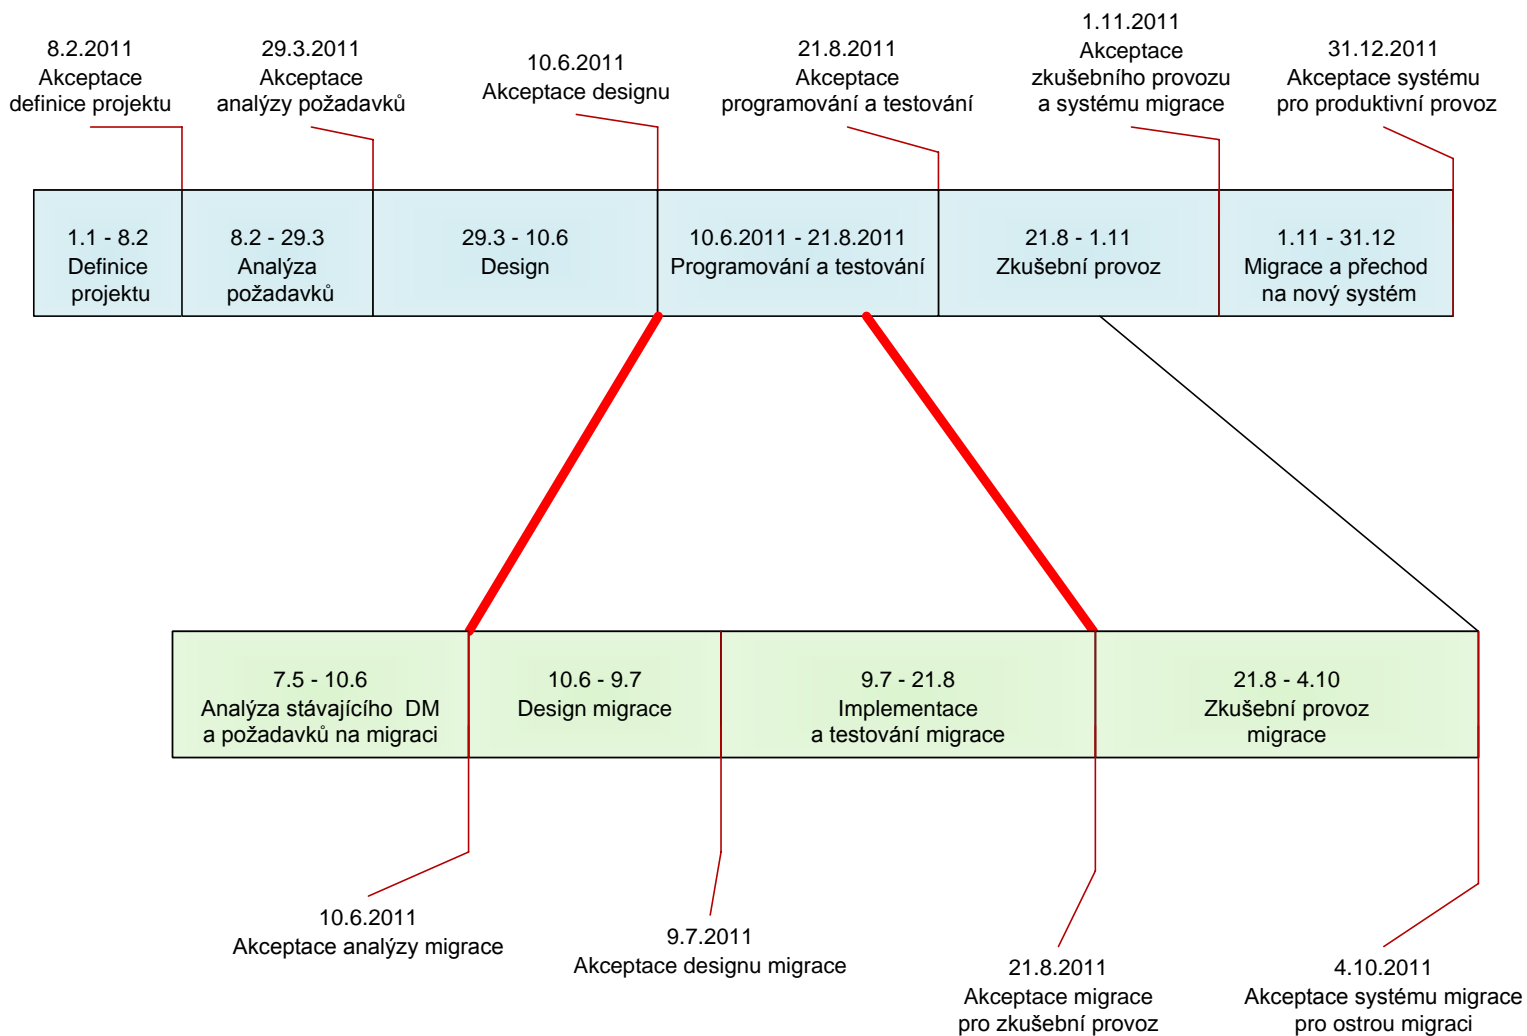 8.2.2011
Akceptace
definice projektu
29.3.2011
Akceptace
analýzy požadavků
10.6.2011
Akceptace designu
21.8.2011
Akceptace
programování a testování
1.11.2011
Akceptace
zkušebního provozu
a systému migrace
31.12.2011
Akceptace systému
pro produktivní provoz
1.1 - 8.2
Definice
projektu
8.2 - 29.3
Analýza
požadavků
29.3 - 10.6
Design
10.6.2011 - 21.8.2011
Programování a testování
21.8 - 1.11
Zkušební provoz
1.11 - 31.12
Migrace a přechod
na nový systém
7.5 - 10.6
Analýza stávajícího DM
a požadavků na migraci
10.6 - 9.7
Design migrace
9.7 - 21.8
Implementace
a testování migrace
21.8 - 4.10
Zkušební provoz
migrace
10.6.2011
Akceptace analýzy migrace
9.7.2011
Akceptace designu migrace
21.8.2011
Akceptace migrace
pro zkušební provoz
4.10.2011
Akceptace systému migrace
pro ostrou migraci